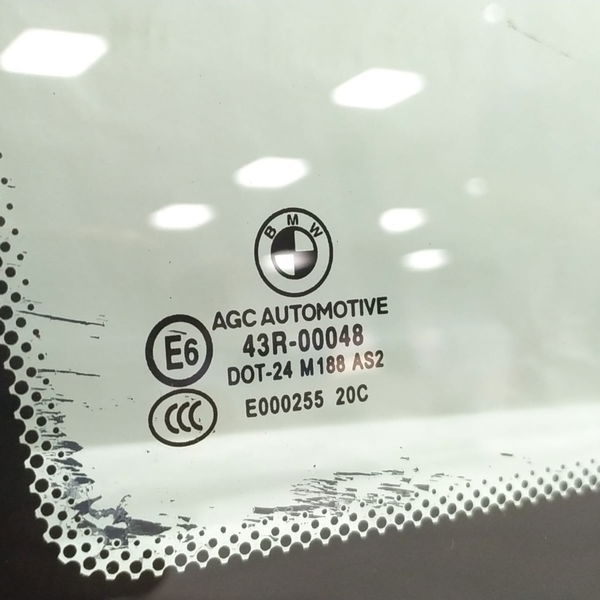 BMW
AGC AUTOMOTIVE
E6 43R-00048
DOT-24 M188 AS2
CCC E000255 20C